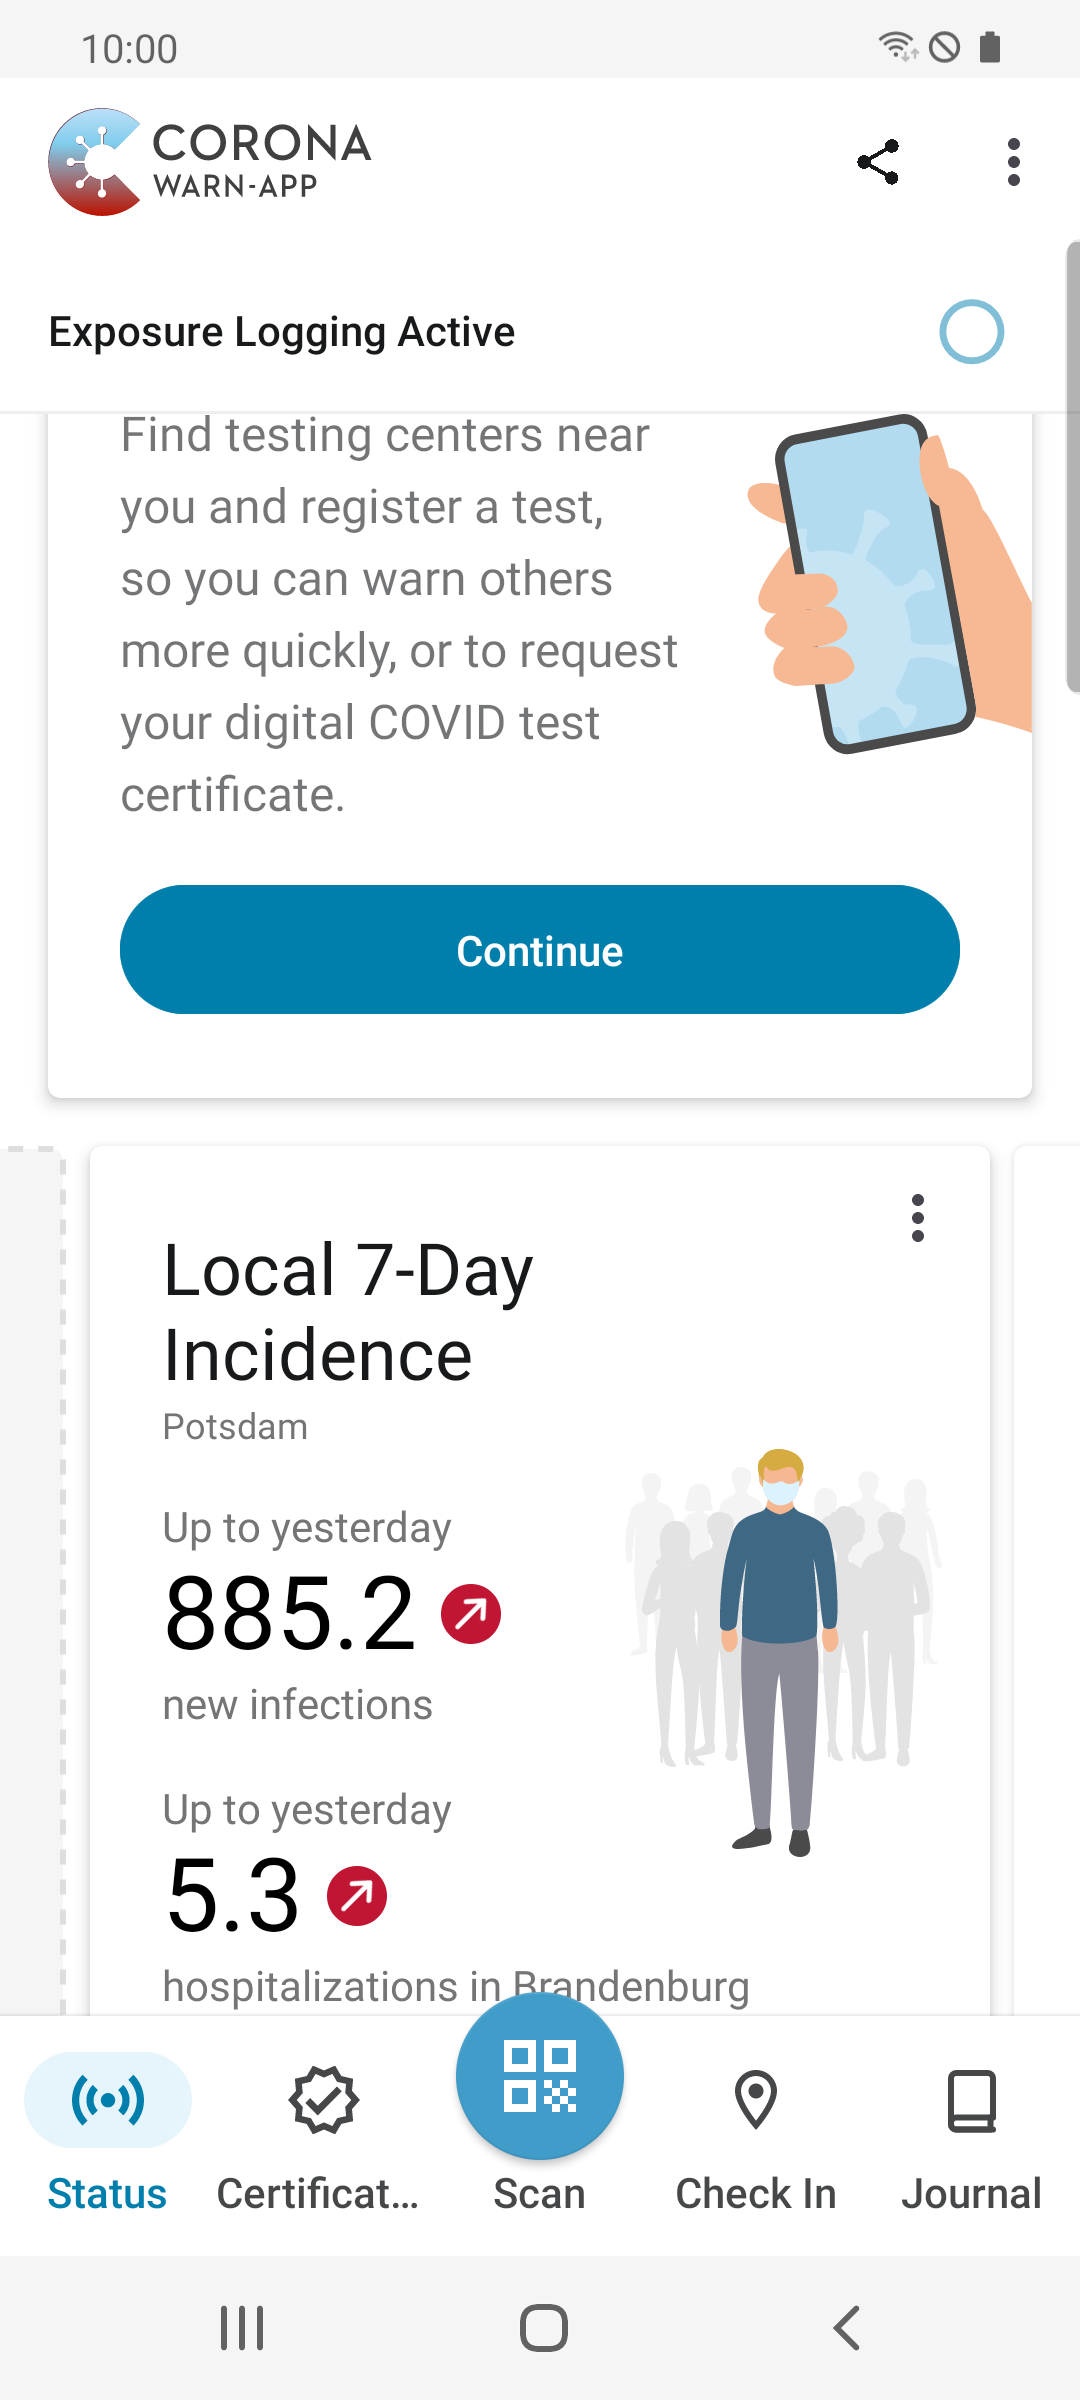 10:00
CORONA
WARN-APP
Exposure Logging Active
Find testing centers near
you and register a test,
so you can warn others
more quickly, or to request
your digital COVID test
certificate.
Continue
Local 7-Day
Incidence
Potsdam
Up to yesterday
885.2
new infections
Up to yesterday
5.3
hospitalizations in Brandenburg
Status
Certificat...
Scan
Check In
Journal